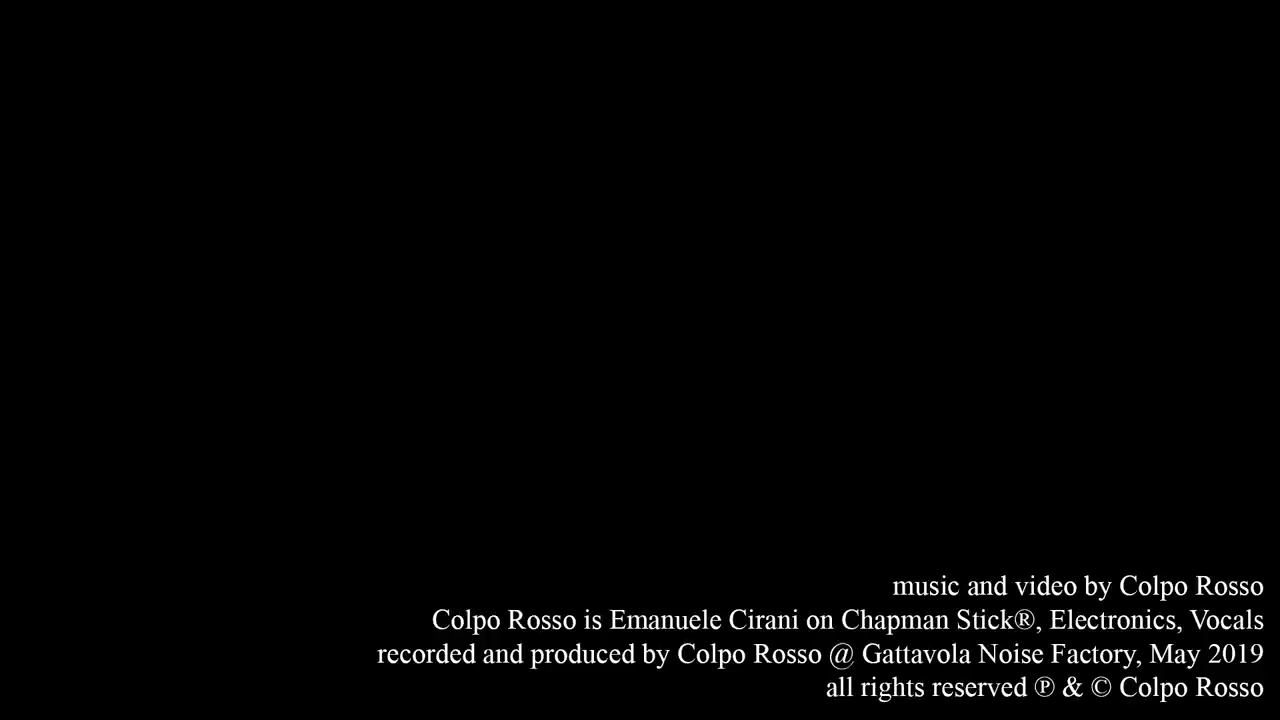 music and video by Colpo Rosso
Colpo Rosso is Emanuele Cirani on Chapman Stick®, Electronics, Vocals
recorded and produced by Colpo Rosso @ Gattavola Noise Factory, May 2019
all rights reserved ℗ & © Colpo Rosso